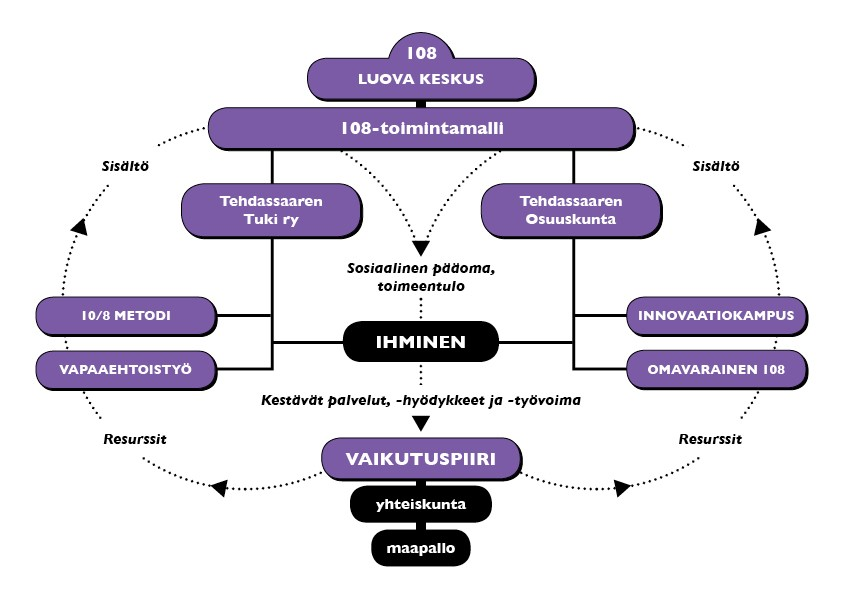 108
LUOVA KESKUS
108-toimintamalli
Sisältö
Sisältö
Tehdassaaren
Tuki ry
Tehdassaaren
Osuuskunta
Sosiaalinen pääoma,
toimeentulo
10/8 METODI
INNOVAATIOKAMPUS
IHMINEN
VAPAAEHTOISTYÖ
OMAVARAINEN 108
Kestävät palvelut, -hyödykkeet ja -työvoima
Resurssit
Resurssit
VAIKUTUSPIIRI
yhteiskunta
maapallo